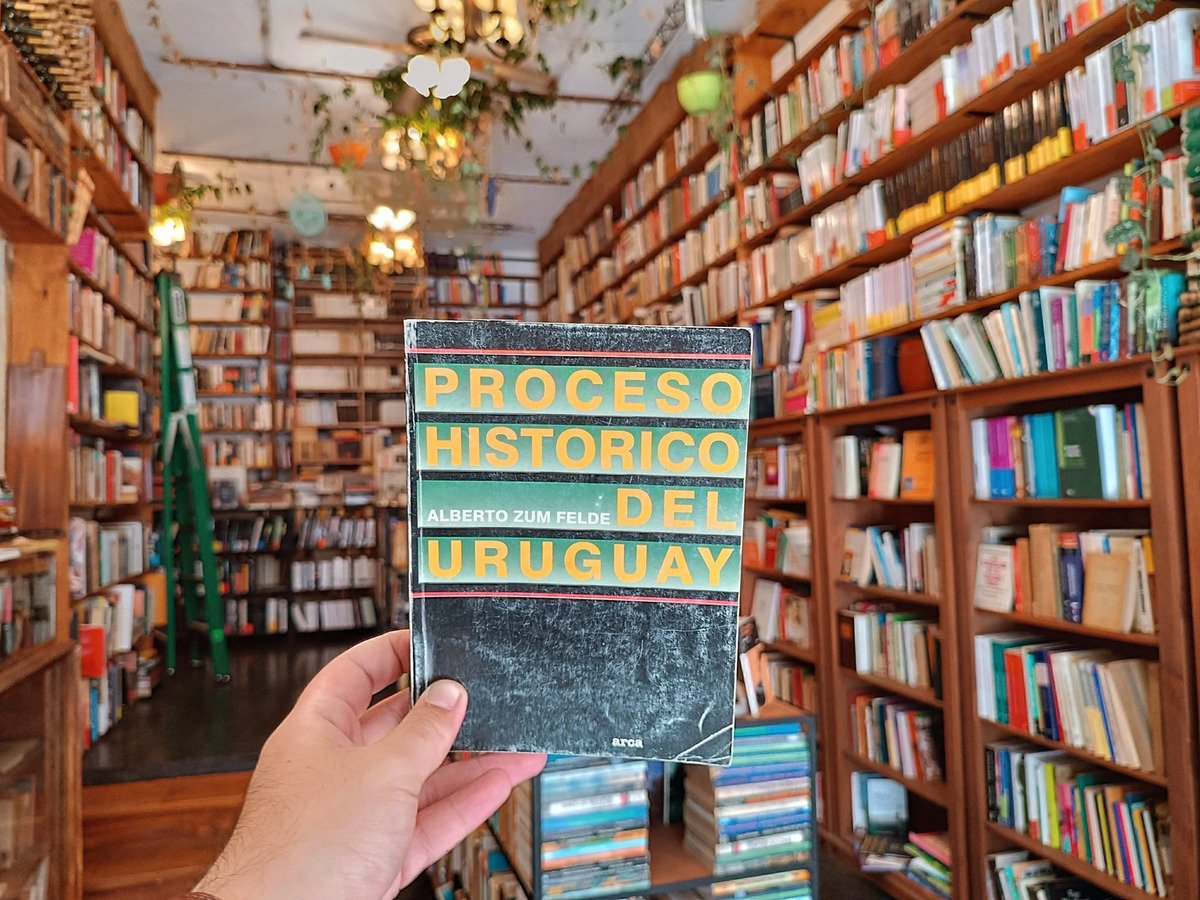 PROCESO
HISTORICO
ALBERTO ZUM FELDE DEL
URUGUAY
arca